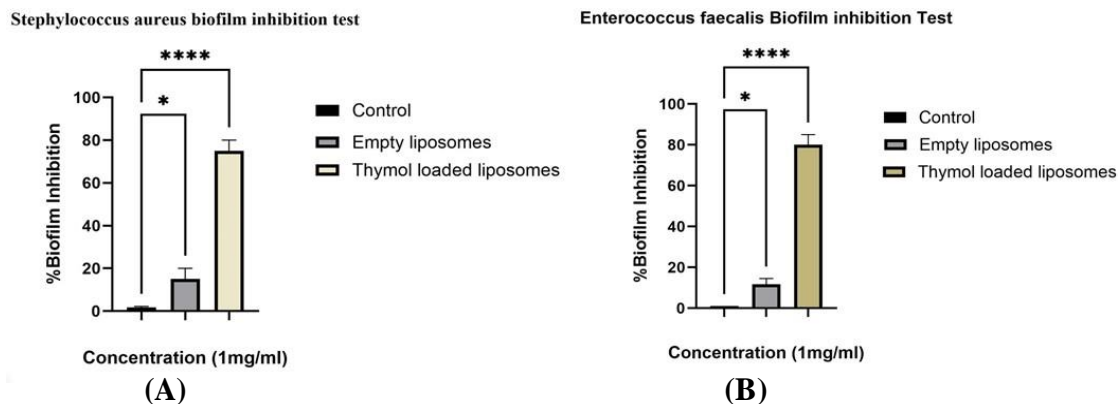 Stephylococcus aureus biofilm inhibition test
****
*
100
80
60
40
20
0
%Biofilm Inhibition
Concentration (1mg/ml)
Control
Empty liposomes
Thymol loaded liposomes
(A)
Enterococcus faecalis Biofilm inhibition Test
****
*
100
80
60
40
20
0
%Biofilm Inhibition
Concentration (1mg/ml)
Control
Empty liposomes
Thymol loaded liposomes
(B)